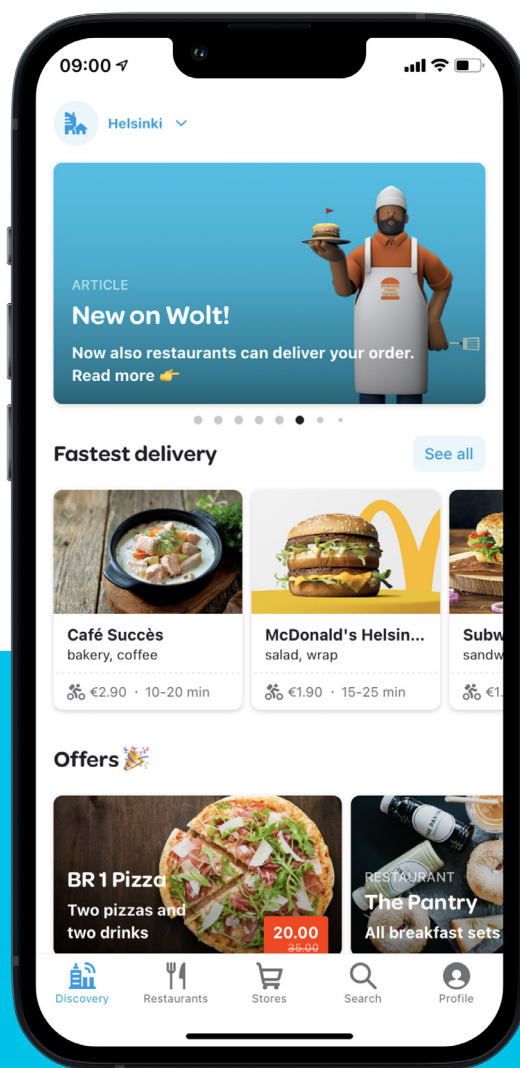 09:00
Helsinki
ARTICLE
New on Wolt!
Now also restaurants can deliver your order.
Read more 👉
Fastest delivery
See all
Café Succès
bakery, coffee
€2.90 · 10-20 min
McDonald's Helsin...
salad, wrap
€1.90 · 15-25 min
Subw
sandw
€1.
Offers 🎉
BR 1 Pizza
Two pizzas and
two drinks
20.00
35.00
RESTAURANT
The Pantry
All breakfast sets
Discovery
Restaurants
Stores
Search
Profile